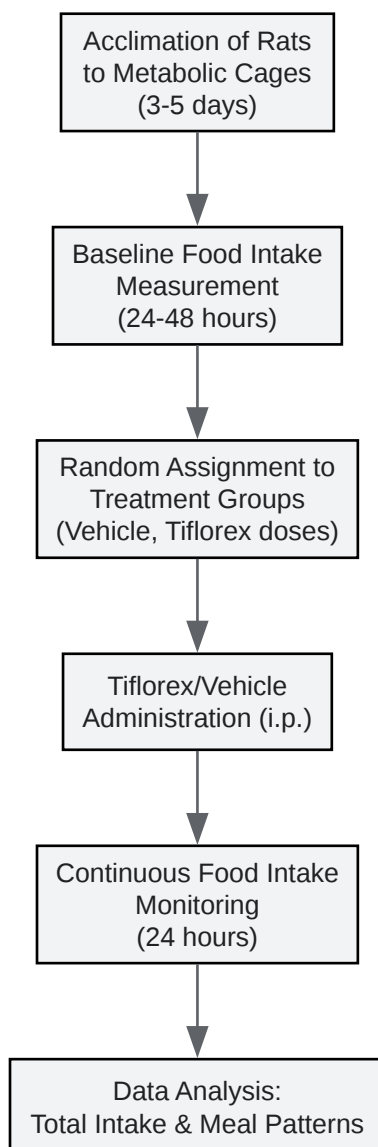 Acclimation of Rats
to Metabolic Cages
(3-5 days)
Baseline Food Intake
Measurement
(24-48 hours)
Random Assignment to
Treatment Groups
(Vehicle, Tiflorex doses)
Tiflorex/Vehicle
Administration (i.p.)
Continuous Food Intake
Monitoring
(24 hours)
Data Analysis:
Total Intake & Meal Patterns